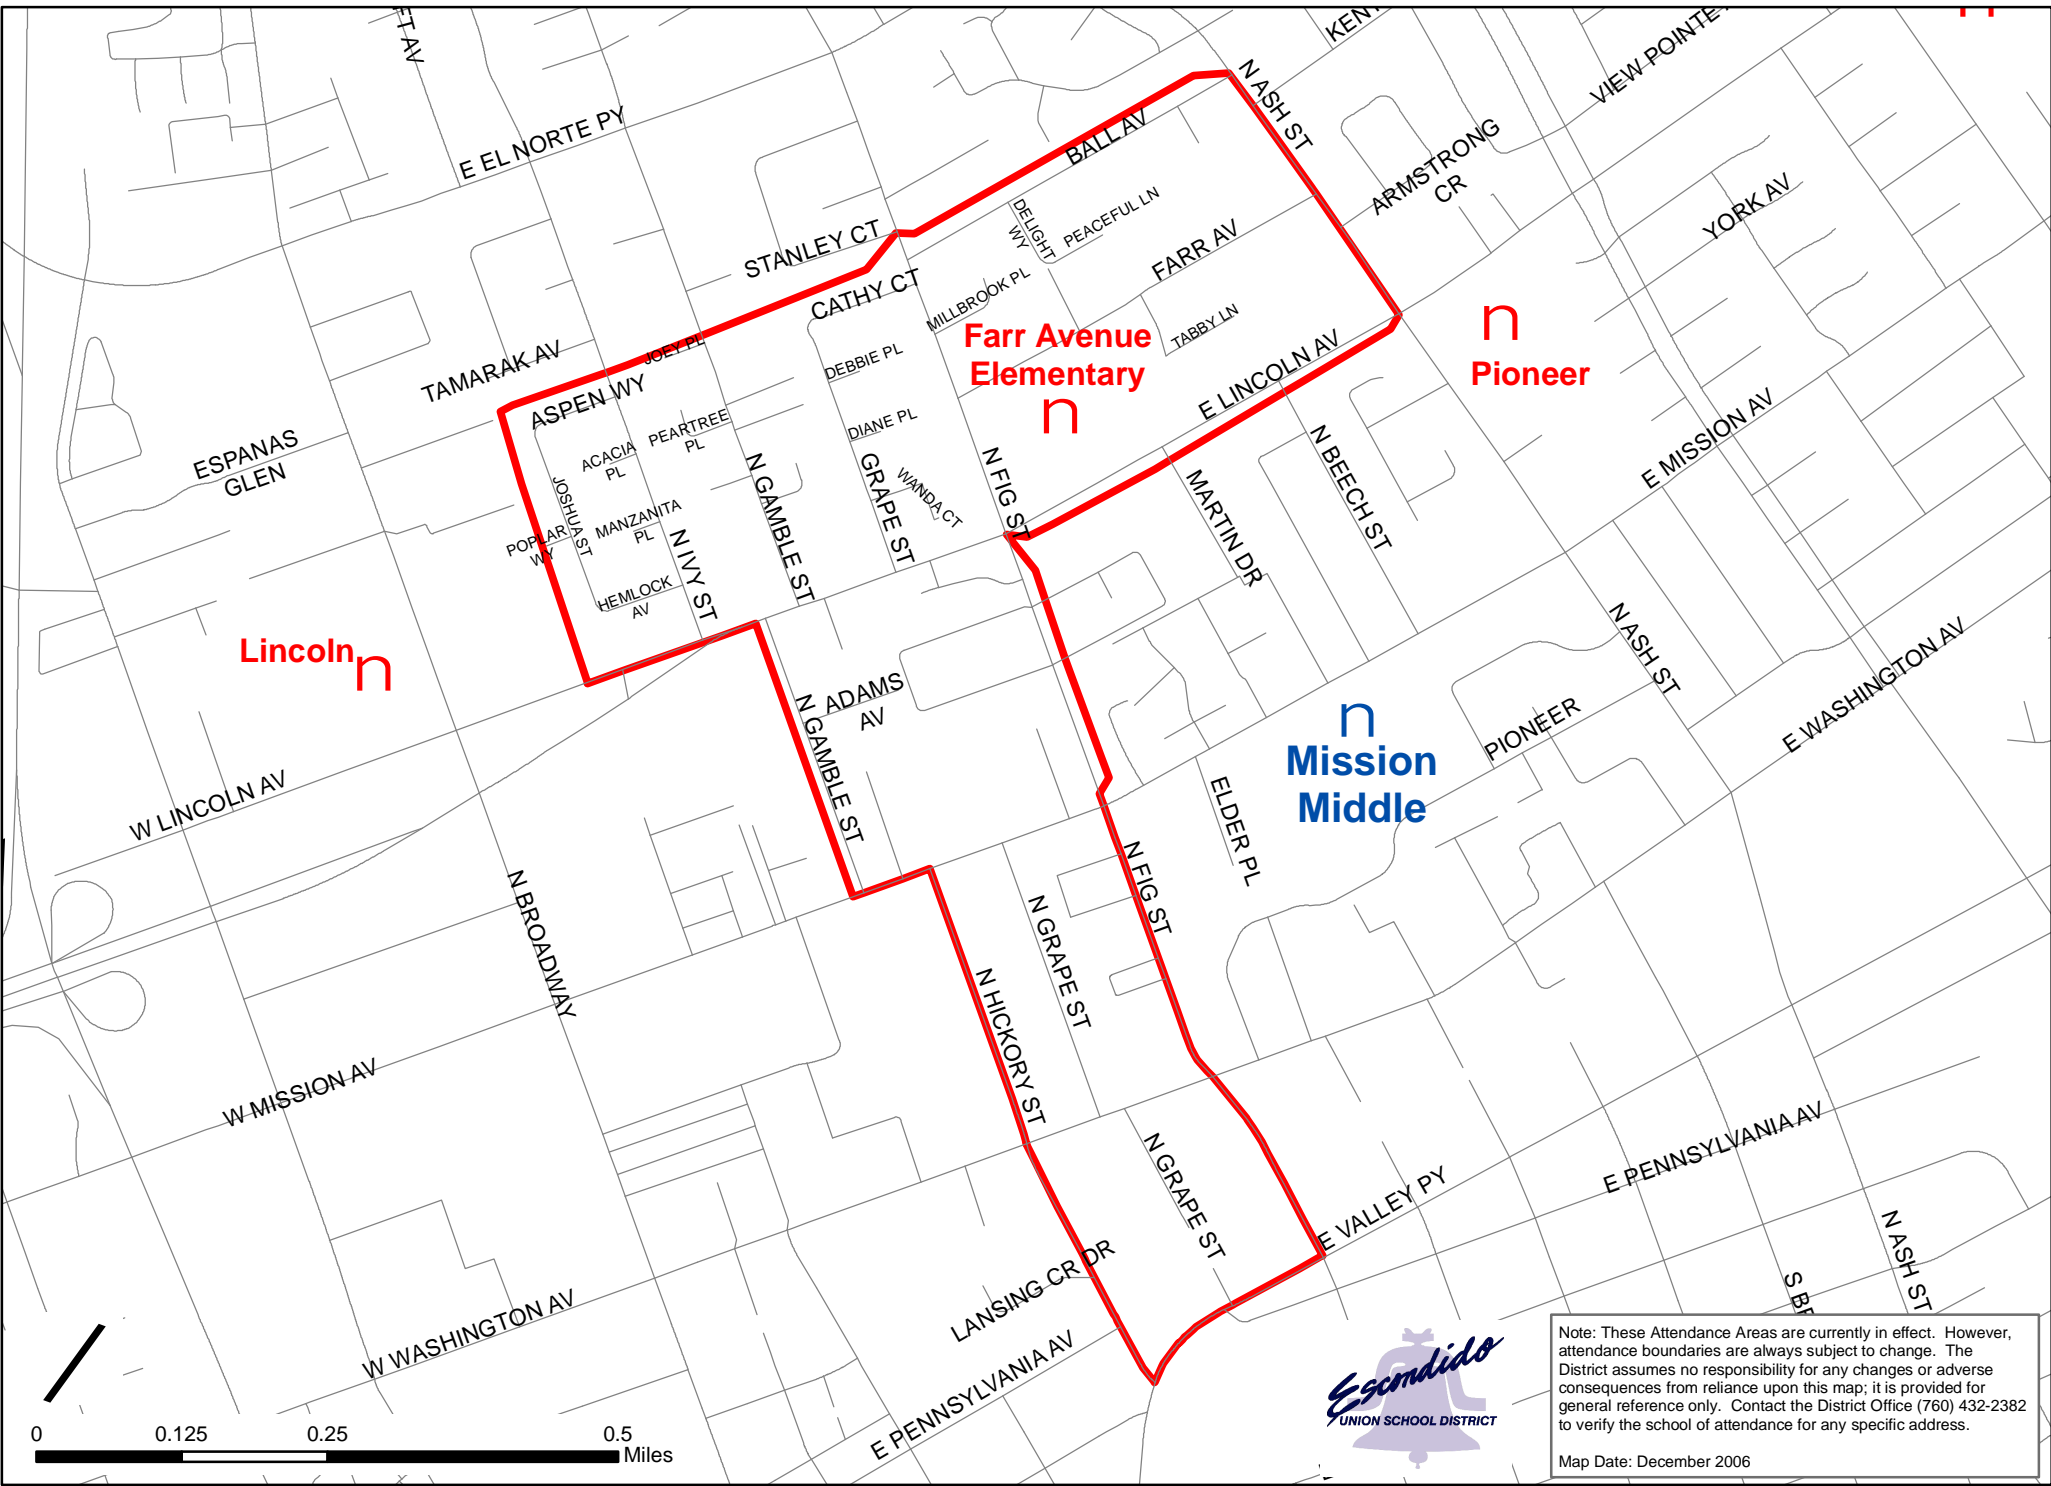 FT AV
KENT
VIEW POINTE
N ASH ST
E EL NORTE PY
BALL AV
ARMSTRONG
CR
YORK AV
DELIGHT
WY
PEACEFUL LN
STANLEY CT
FARR AV
CATHY CT
MILLBROOK PL
TABBY LN
Farr Avenue
Elementary
n
n
Pioneer
TAMARAK AV
JOEY PL
DEBBIE PL
ASPEN WY
E LINCOLN AV
ESPANAS
GLEN
ACACIA
PL
PEARTREE
PL
DIANE PL
E MISSION AV
N BEECH ST
JOSHUA ST
N GAMBLE ST
GRAPE ST
WANDA CT
N FIG ST
MARTIN DR
POPLAR
WY
MANZANITA
PL
N IVY ST
HEMLOCK
AV
Lincoln
n
N ASH ST
E WASHINGTON AV
ADAMS
AV
N GAMBLE ST
n
Mission
Middle
PIONEER
W LINCOLN AV
ELDER PL
N BROADWAY
N FIG ST
N GRAPE ST
N HICKORY ST
W MISSION AV
N GRAPE ST
E PENNSYLVANIA AV
E VALLEY PY
LANSING CR DR
N ASH ST
S BE
W WASHINGTON AV
E PENNSYLVANIA AV
0 0.125 0.25 0.5
Miles
Escondido
UNION SCHOOL DISTRICT
Note: These Attendance Areas are currently in effect. However,
attendance boundaries are always subject to change. The
District assumes no responsibility for any changes or adverse
consequences from reliance upon this map; it is provided for
general reference only. Contact the District Office (760) 432-2382
to verify the school of attendance for any specific address.
Map Date: December 2006